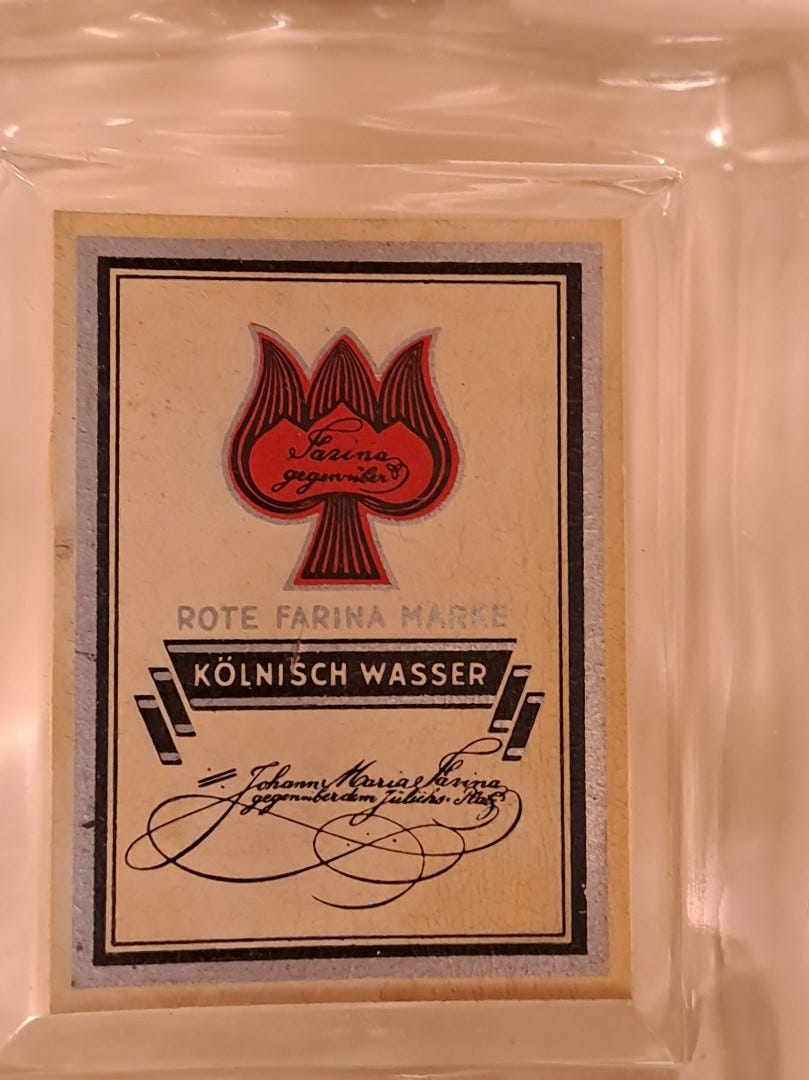 Farina
gegenüber
ROTE FARINA MARKE
KÖLNISCH WASSER
Johann Maria Farina
gegenüber dem Jülichs-Platz